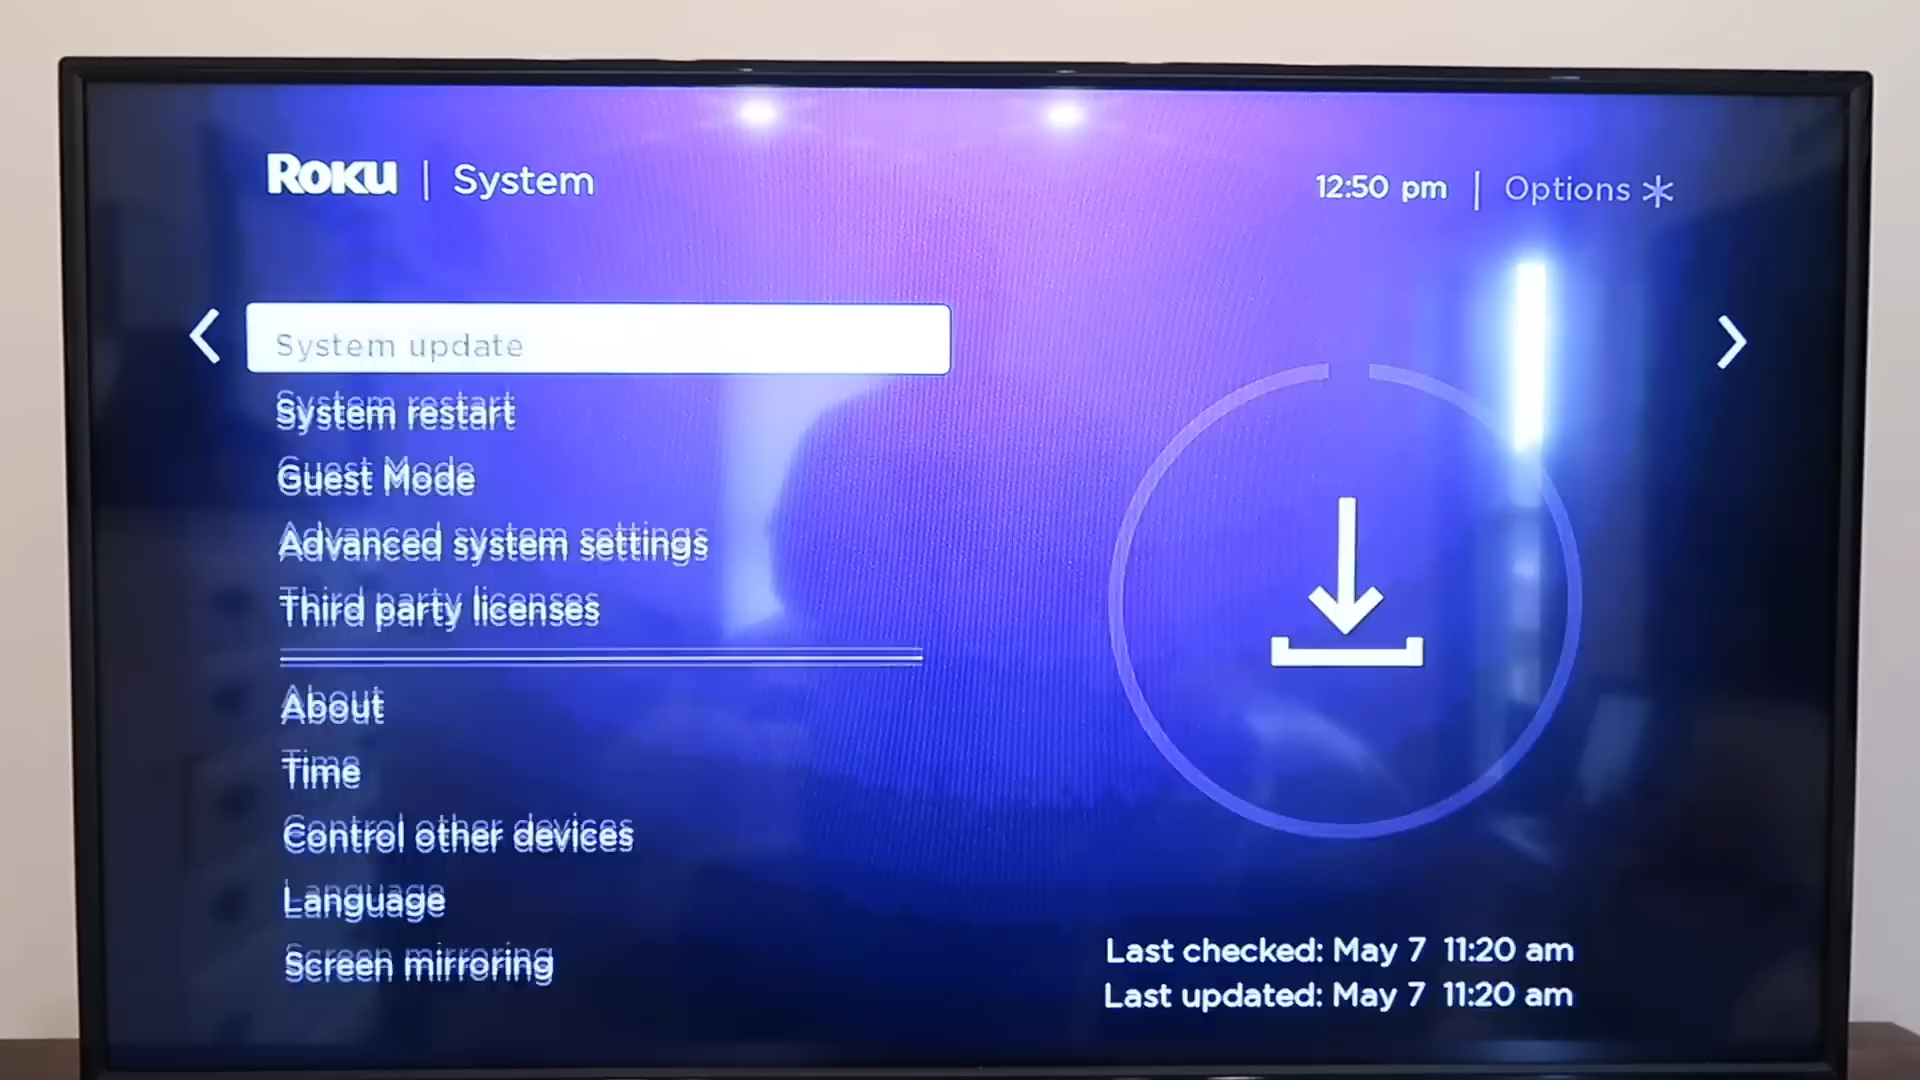 Roku | System
12:50 pm | Options
System update
System restart
Guest Mode
Advanced system settings
Third party licenses
About
Time
Control other devices
Language
Screen mirroring
Last checked: May 7 11:20 am
Last updated: May 7 11:20 am